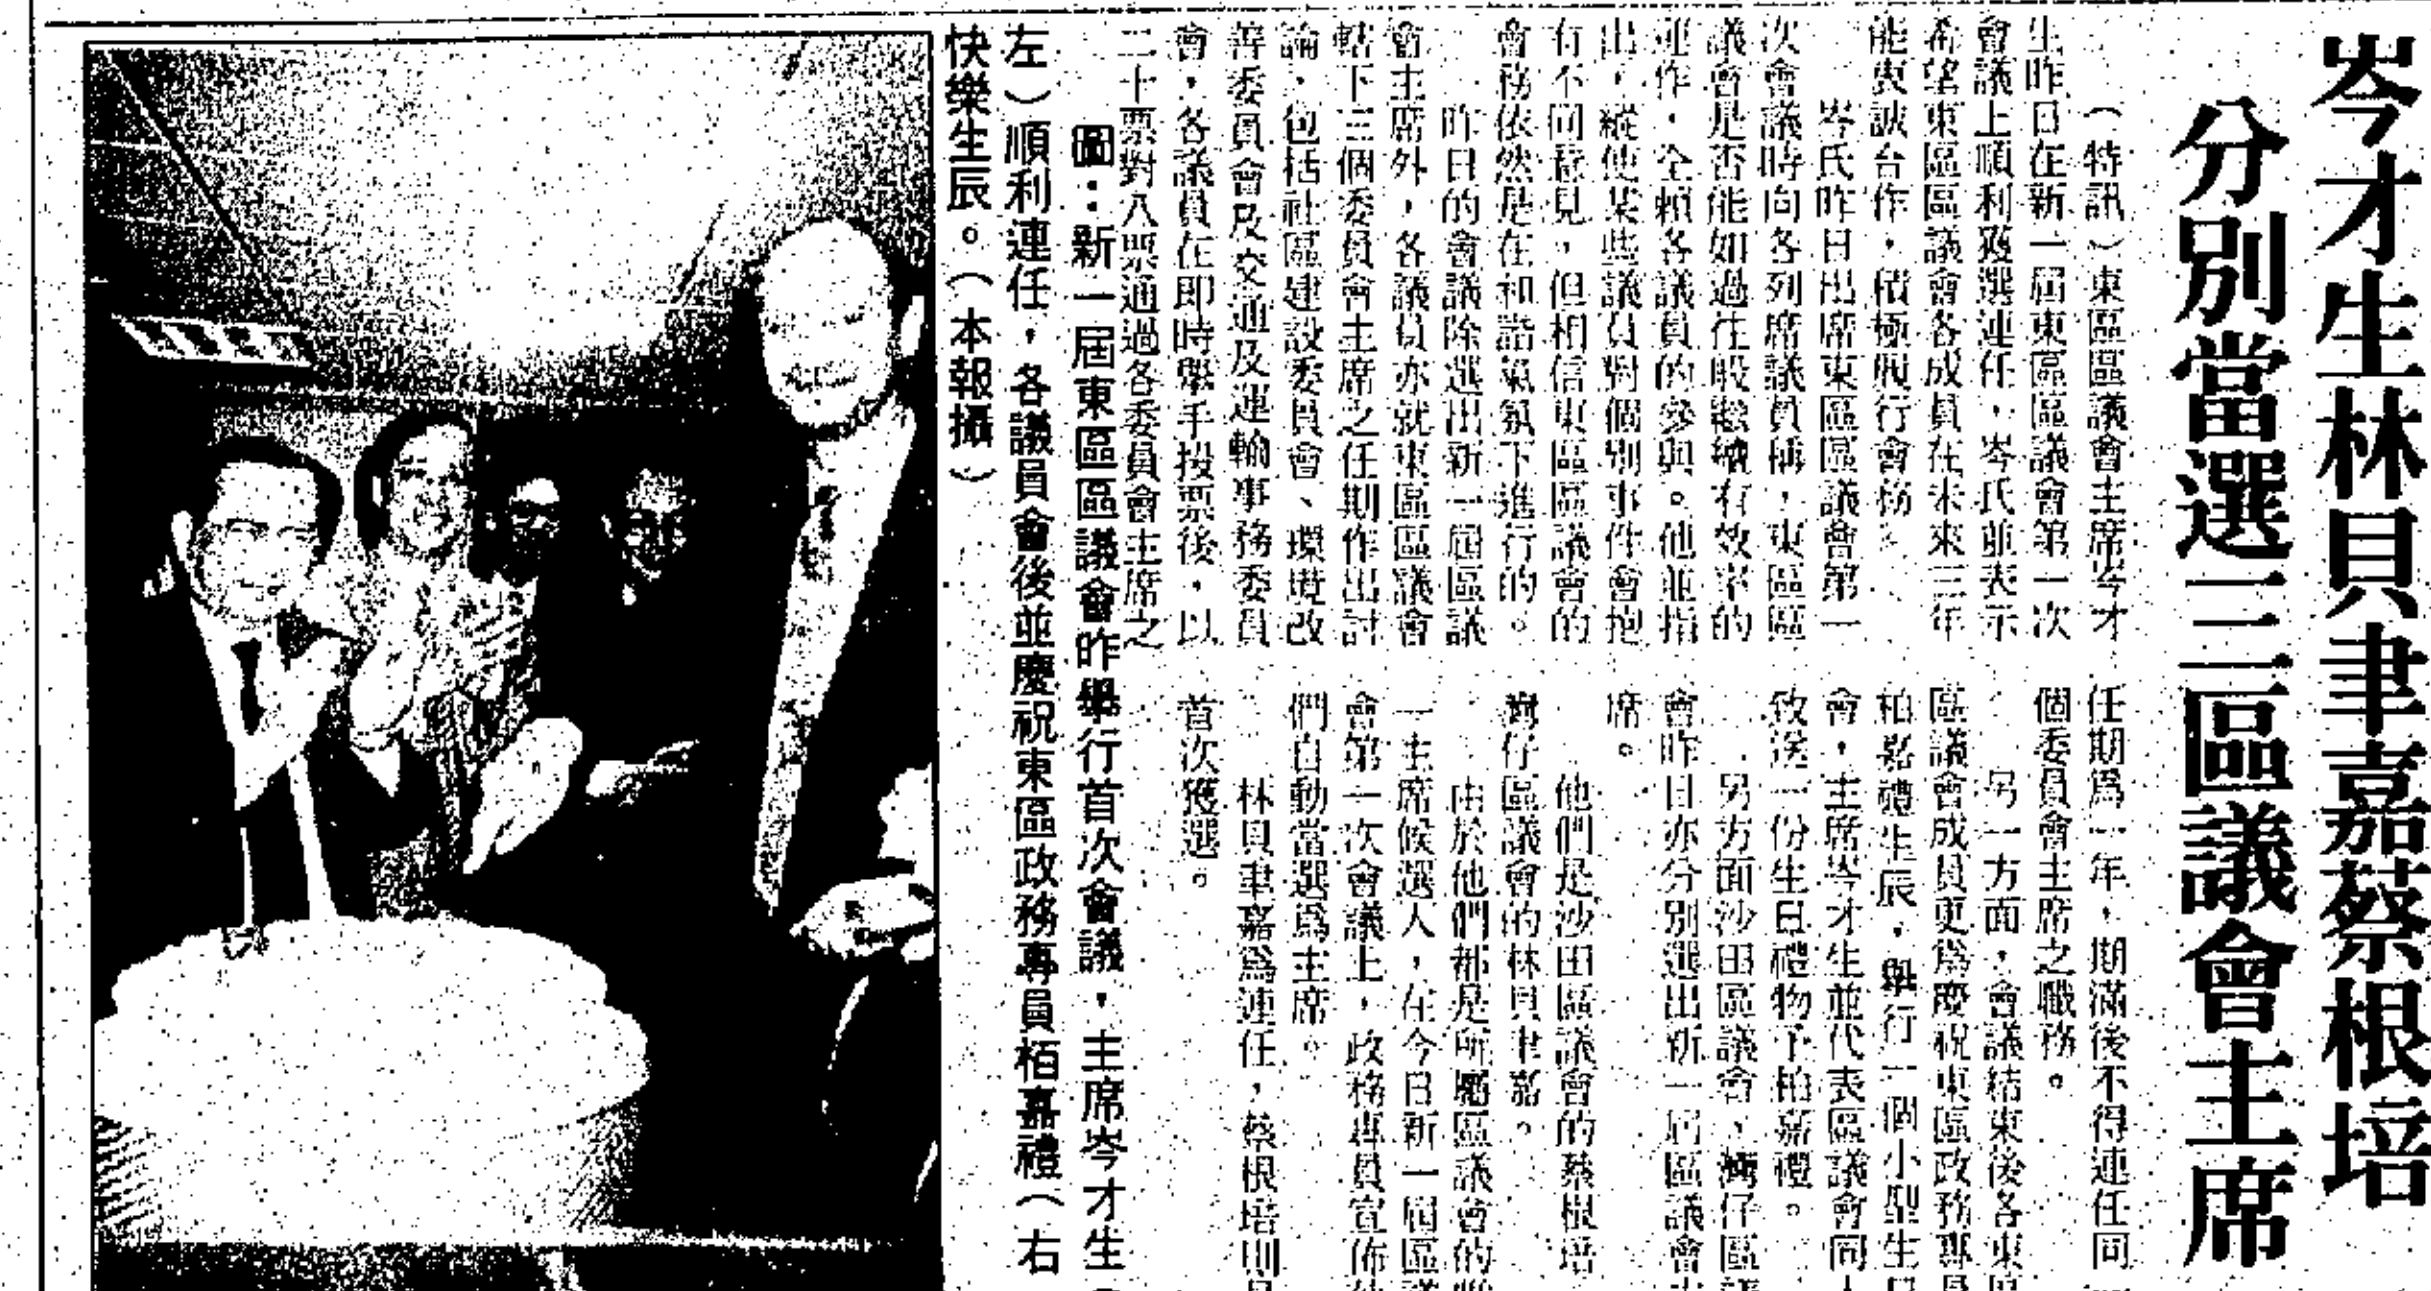 岑才生林貝聿嘉蔡根培
分別當選三區議會主席
（特訊）東區區議會主席岑才
生昨日在新一屆東區區議會第一次
會議上順利獲選連任，岑氏並表示
希望東區區議會各成員在未來三年
能衷誠合作，積極履行會務。
岑氏昨日出席東區區議會第一
次會議時向各列席議員稱，東區區
議會是否能如過往般繼續有效率的
運作，全賴各議員的參與。他並指
出，縱使某些議員對個別事件會抱
有不同意見，但相信東區區議會的
會務依然是在和諧氣氛下進行的。
昨日的會議除選出新一屆區議
會主席外，各議員亦就東區區議會
轄下三個委員會主席之任期作出討
論，包括社區建設委員會、環境改
善委員會及交通及運輸事務委員
會，各議員在即時舉手投票後，以
二十票對八票通過各委員會主席之
任期為一年，期滿後不得連任同
個委員會主席之職務。
另一方面，會議結束後各東區
區議會成員更為慶祝東區政務專員
柏嘉禮生辰，舉行一個小型生日
會，主席岑才生並代表區議會同人
致送一份生日禮物予柏嘉禮。
另方面沙田區議會、灣仔區議
會昨日亦分別選出新一屆區議會主
席。
他們是沙田區議會的蔡根培
灣仔區議會的林貝聿嘉。
由於他們都是所屬區議會的唯
一主席候選人，在今日新一屆區議
會第一次會議上，政務專員宣佈他
們自動當選為主席。
林貝聿嘉為連任，蔡根培則是
首次獲選。
圖：新一屆東區區議會昨舉行首次會議，主席岑才生（
左）順利連任，各議員會後並慶祝東區政務專員栢嘉禮（右
快樂生辰。（本報攝）